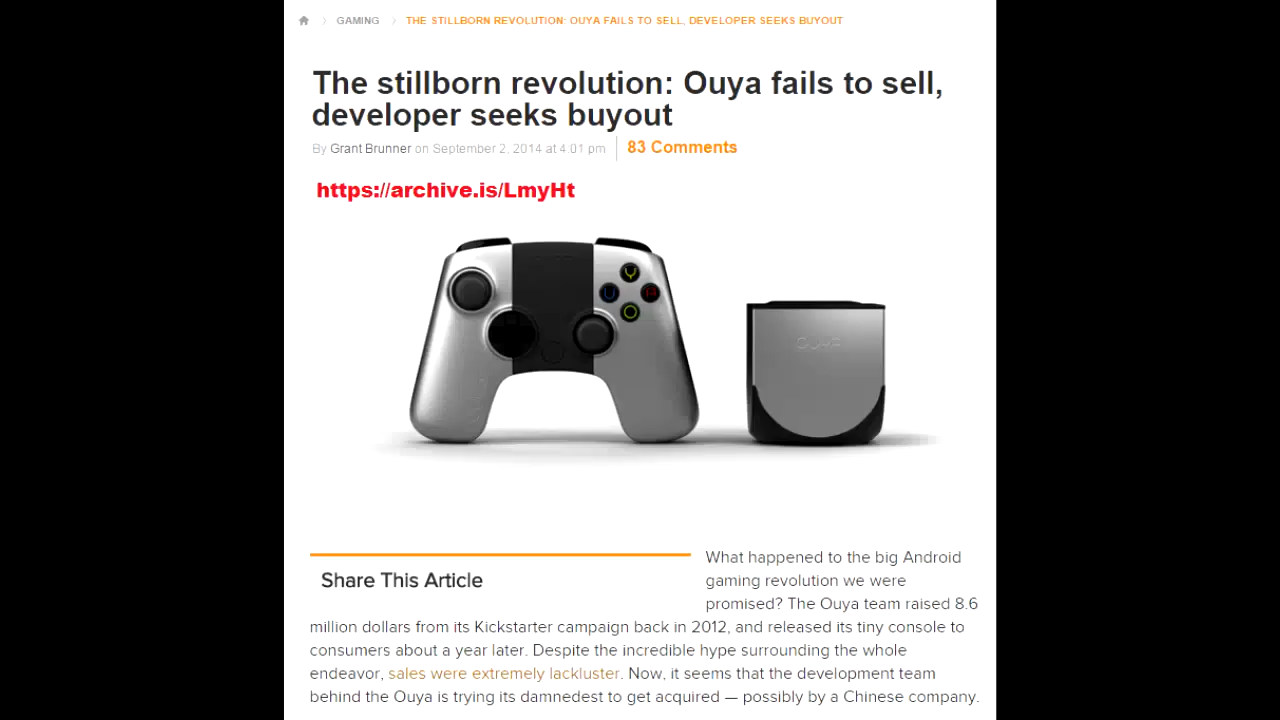 GAMING
THE STILLBORN REVOLUTION: OUYA FAILS TO SELL, DEVELOPER SEEKS BUYOUT
The stillborn revolution: Ouya fails to sell,
developer seeks buyout
By Grant Brunner on September 2, 2014 at 4:01 pm
83 Comments
https://archive.is/LmyHt
Y
U
A
O
OUYA
Share This Article
What happened to the big Android
gaming revolution we were
promised? The Ouya team raised 8.6
million dollars from its Kickstarter campaign back in 2012, and released its tiny console to
consumers about a year later. Despite the incredible hype surrounding the whole
endeavor, sales were extremely lackluster. Now, it seems that the development team
behind the Ouya is trying its damnedest to get acquired — possibly by a Chinese company.